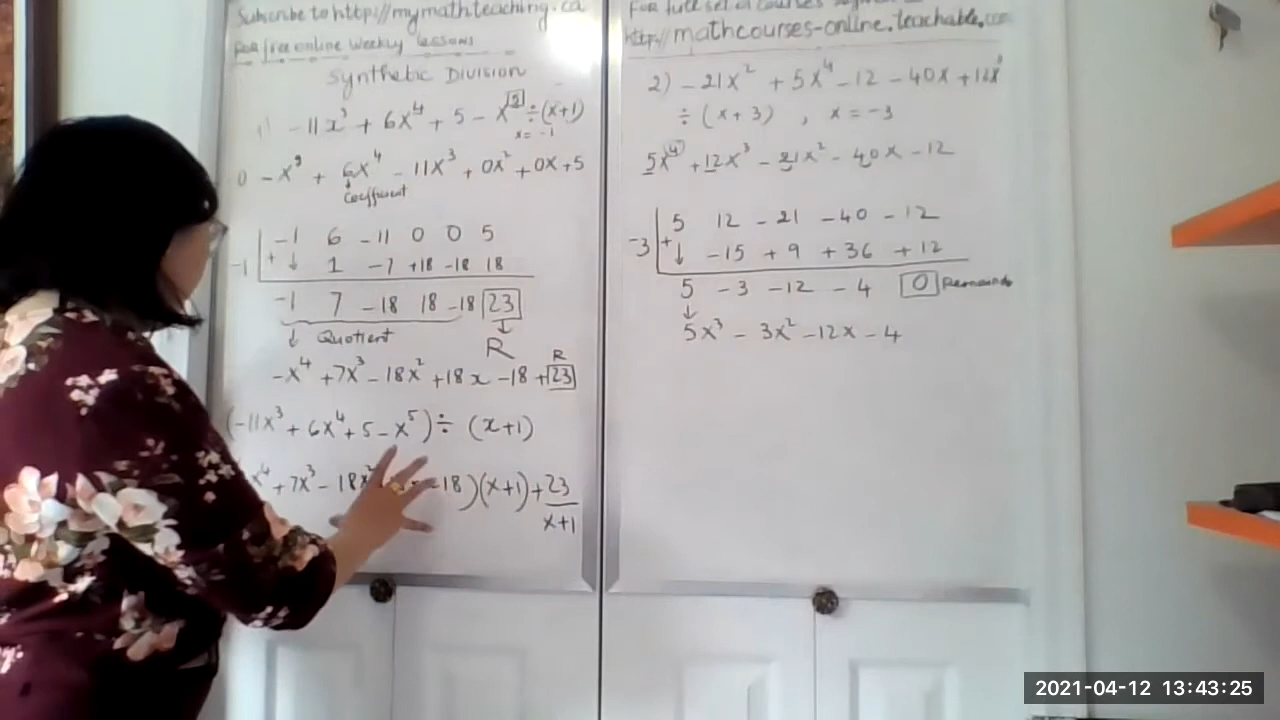 Subscribe to http://mymathteaching.ca
for free online weekly lessons
Synthetic Division
1) -11x³ + 6x⁴ + 5 - x⁵ ÷ (x+1)
x = -1
0 - x⁵ + 6x⁴ - 11x³ + 0x² + 0x + 5
Coefficient
-1 6 -11 0 0 5
-1 + ↓ 1 -7 +18 -18 18
-1 7 -18 18 -18 23
↓ Quotient ↓
R
R
-x⁴ + 7x³ - 18x² + 18x - 18 + 23
(-11x³ + 6x⁴ + 5 - x⁵) ÷ (x+1)
x⁴ + 7x³ - 18x² - 18)(x+1) + 23
x+1
For full set of courses
http://mathcourses-online.teachable.com
2) -21x² + 5x⁴ - 12 - 40x + 12x³
÷ (x + 3) , x = -3
5x⁴ + 12x³ - 21x² - 40x - 12
5 12 -21 -40 -12
-3 + ↓ -15 +9 +36 +12
5 -3 -12 -4 0 Remainder
↓
5x³ - 3x² - 12x - 4
2021-04-12 13:43:25